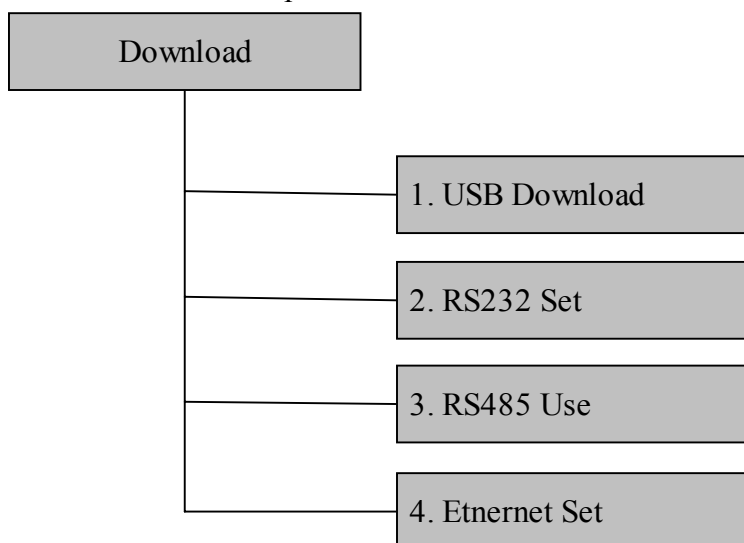 Download
1. USB Download
2. RS232 Set
3. RS485 Use
4. Etnernet Set